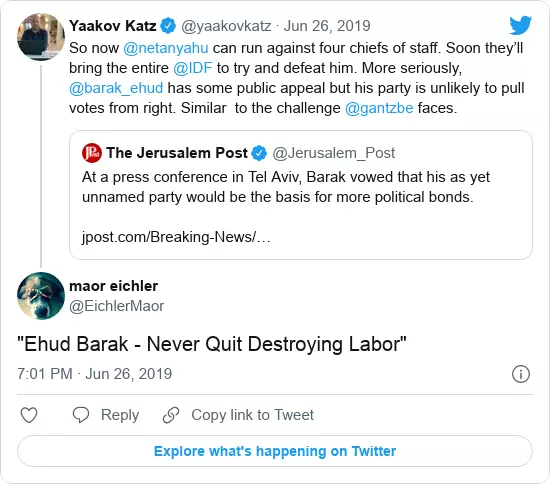 Yaakov Katz @yaakovkatz · Jun 26, 2019
So now @netanyahu can run against four chiefs of staff. Soon they’ll
bring the entire @IDF to try and defeat him. More seriously,
@barak_ehud has some public appeal but his party is unlikely to pull
votes from right. Similar  to the challenge @gantzbe faces.
The Jerusalem Post @Jerusalem_Post
At a press conference in Tel Aviv, Barak vowed that his as yet
unnamed party would be the basis for more political bonds.
jpost.com/Breaking-News/…
maor eichler
@EichlerMaor
"Ehud Barak - Never Quit Destroying Labor"
7:01 PM · Jun 26, 2019
Reply Copy link to Tweet
Explore what's happening on Twitter